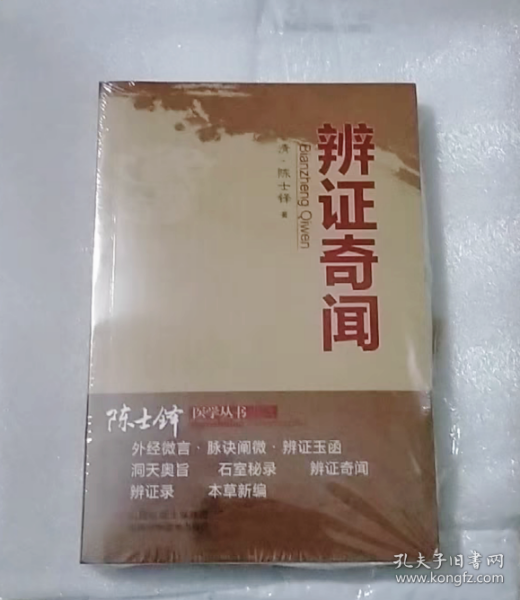 辨证奇闻
Bianzheng Qiwen
清·陈士铎 著
陈士铎 医学丛书
外经微言·脉诀阐微·辨证玉函
洞天奥旨 石室秘录 辨证奇闻
辨证录 本草新编
孔夫子旧书网
www.kongfz.com